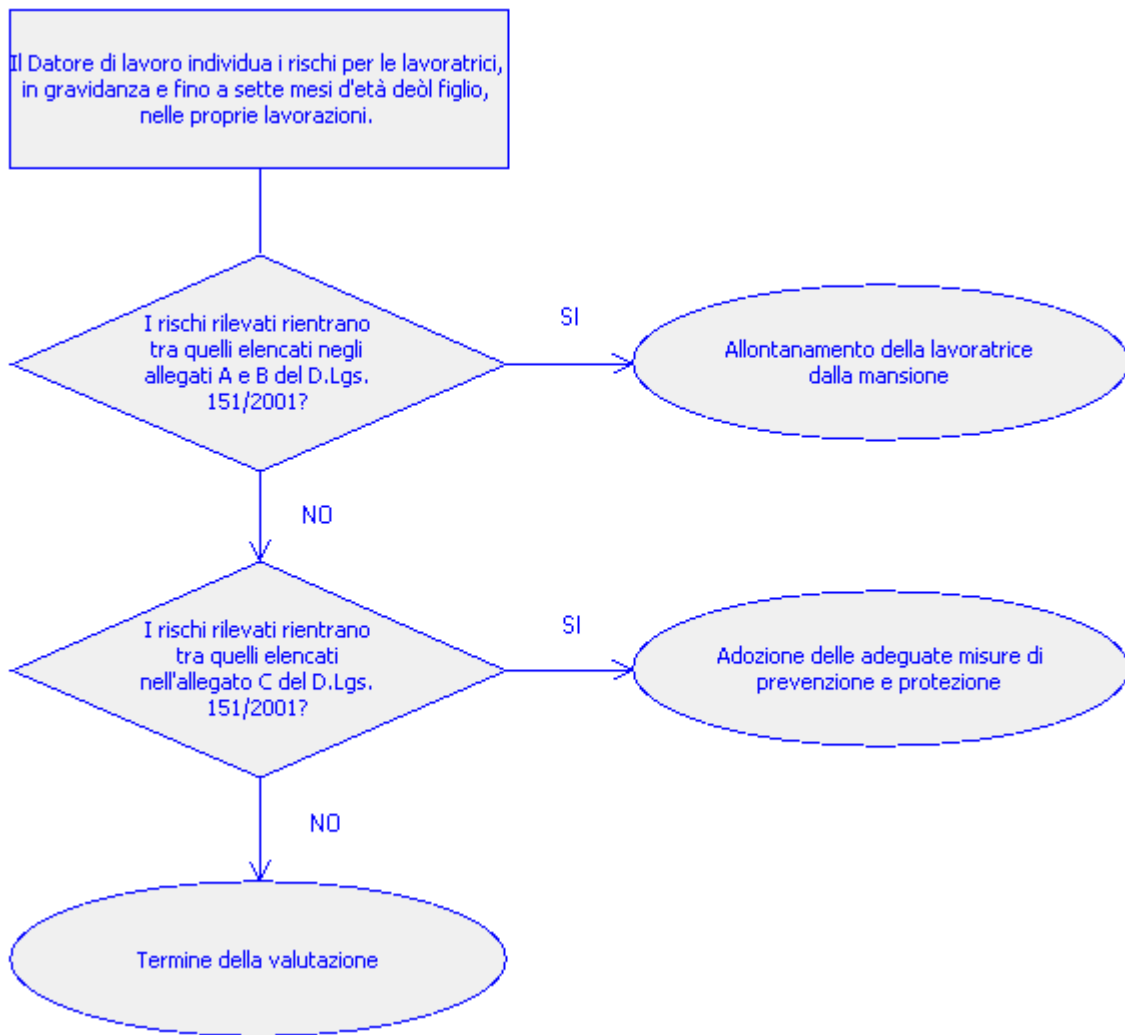 Il Datore di lavoro individua i rischi per le lavoratrici,
in gravidanza e fino a sette mesi d'età deòl figlio,
nelle proprie lavorazioni.
I rischi rilevati rientrano
tra quelli elencati negli
allegati A e B del D.Lgs.
151/2001?
SI
Allontanamento della lavoratrice
dalla mansione
NO
I rischi rilevati rientrano
tra quelli elencati
nell'allegato C del D.Lgs.
151/2001?
SI
Adozione delle adeguate misure di
prevenzione e protezione
NO
Termine della valutazione